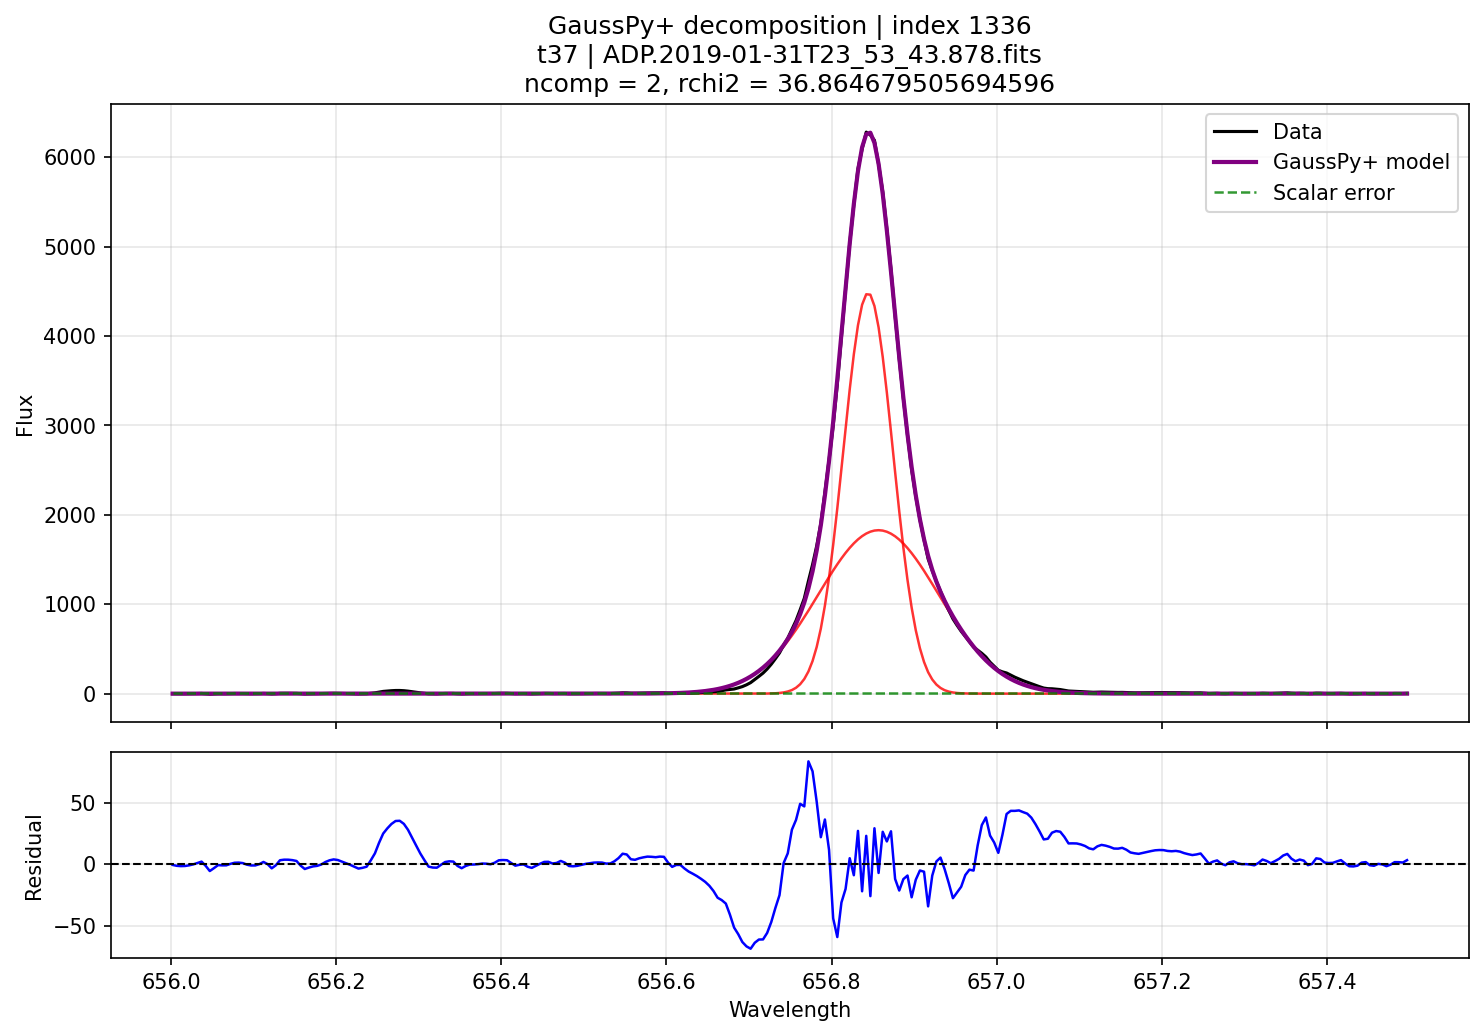 GaussPy+ decomposition | index 1336
t37 | ADP.2019-01-31T23_53_43.878.fits
ncomp = 2, rchi2 = 36.864679505694596
Data
GaussPy+ model
Scalar error
Flux
6000
5000
4000
3000
2000
1000
0
Residual
50
0
−50
656.0 656.2 656.4 656.6 656.8 657.0 657.2 657.4
Wavelength